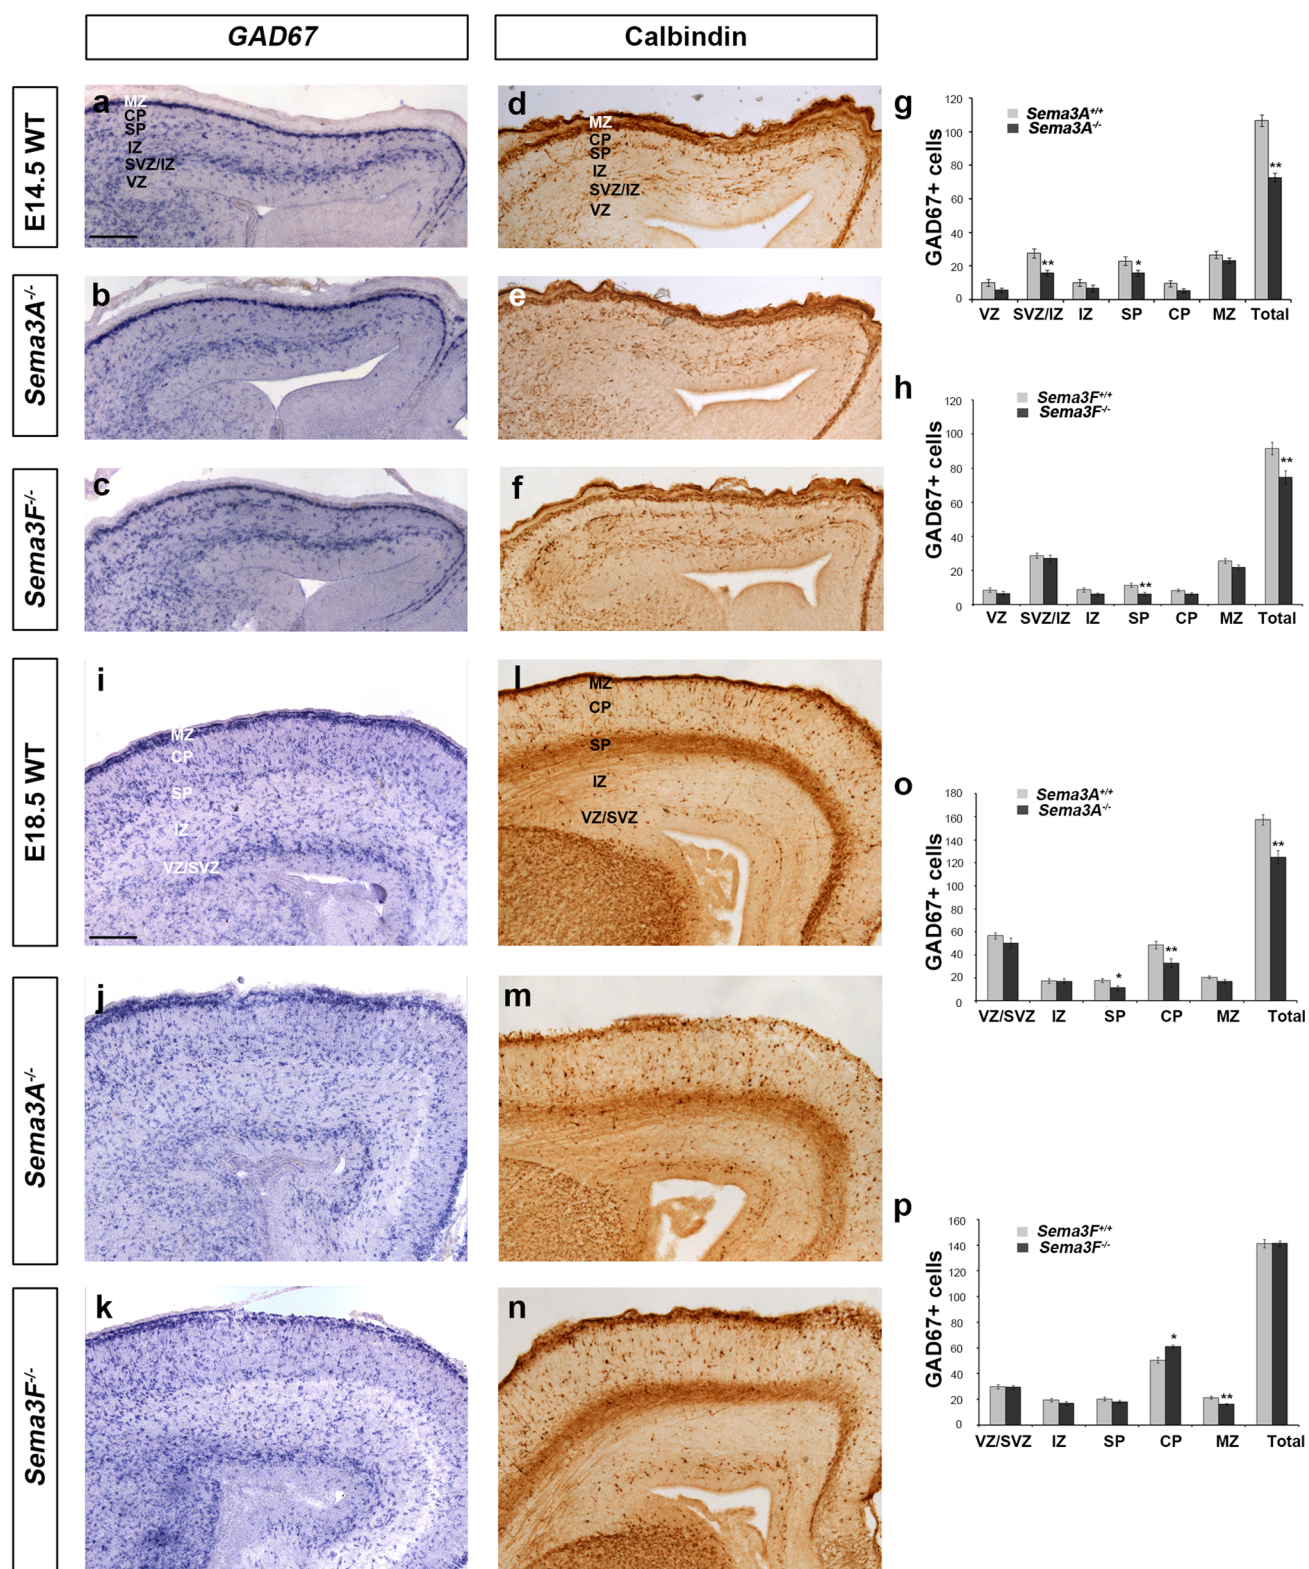 GAD67
Calbindin
E14.5 WT
a
MZ
CP
SP
IZ
SVZ/IZ
VZ
d
MZ
CP
SP
IZ
SVZ/IZ
VZ
g
120
100
80
60
40
20
0
GAD67+ cells
Sema3A+/+
Sema3A-/-
**
*
**
VZ SVZ/IZ IZ SP CP MZ Total
Sema3A-/-
b
e
Sema3F-/-
c
f
h
120
100
80
60
40
20
0
GAD67+ cells
Sema3F+/+
Sema3F-/-
**
**
VZ SVZ/IZ IZ SP CP MZ Total
E18.5 WT
i
MZ
CP
SP
IZ
VZ/SVZ
l
MZ
CP
SP
IZ
VZ/SVZ
o
180
160
140
120
100
80
60
40
20
0
GAD67+ cells
Sema3A+/+
Sema3A-/-
*
**
**
VZ/SVZ IZ SP CP MZ Total
Sema3A-/-
j
m
Sema3F-/-
k
n
p
160
140
120
100
80
60
40
20
0
GAD67+ cells
Sema3F+/+
Sema3F-/-
*
**
VZ/SVZ IZ SP CP MZ Total